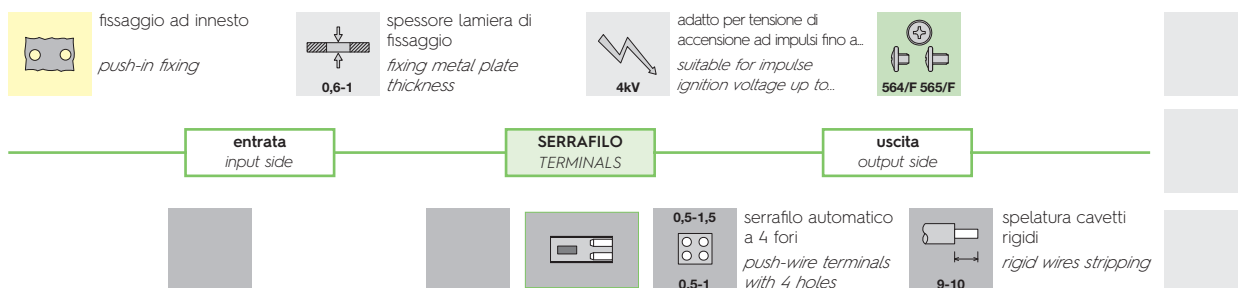 fissaggio ad innesto
push-in fixing
spessore lamiera di
fissaggio
fixing metal plate
thickness
0,6-1
adatto per tensione di
accensione ad impulsi fino a...
suitable for impulse
ignition voltage up to...
4kV
564/F 565/F
entrata
input side
SERRAFILO
TERMINALS
uscita
output side
0,5-1,5
0,5-1
serrafilo automatico
a 4 fori
push-wire terminals
with 4 holes
spelatura cavetti
rigidi
rigid wires stripping
9-10